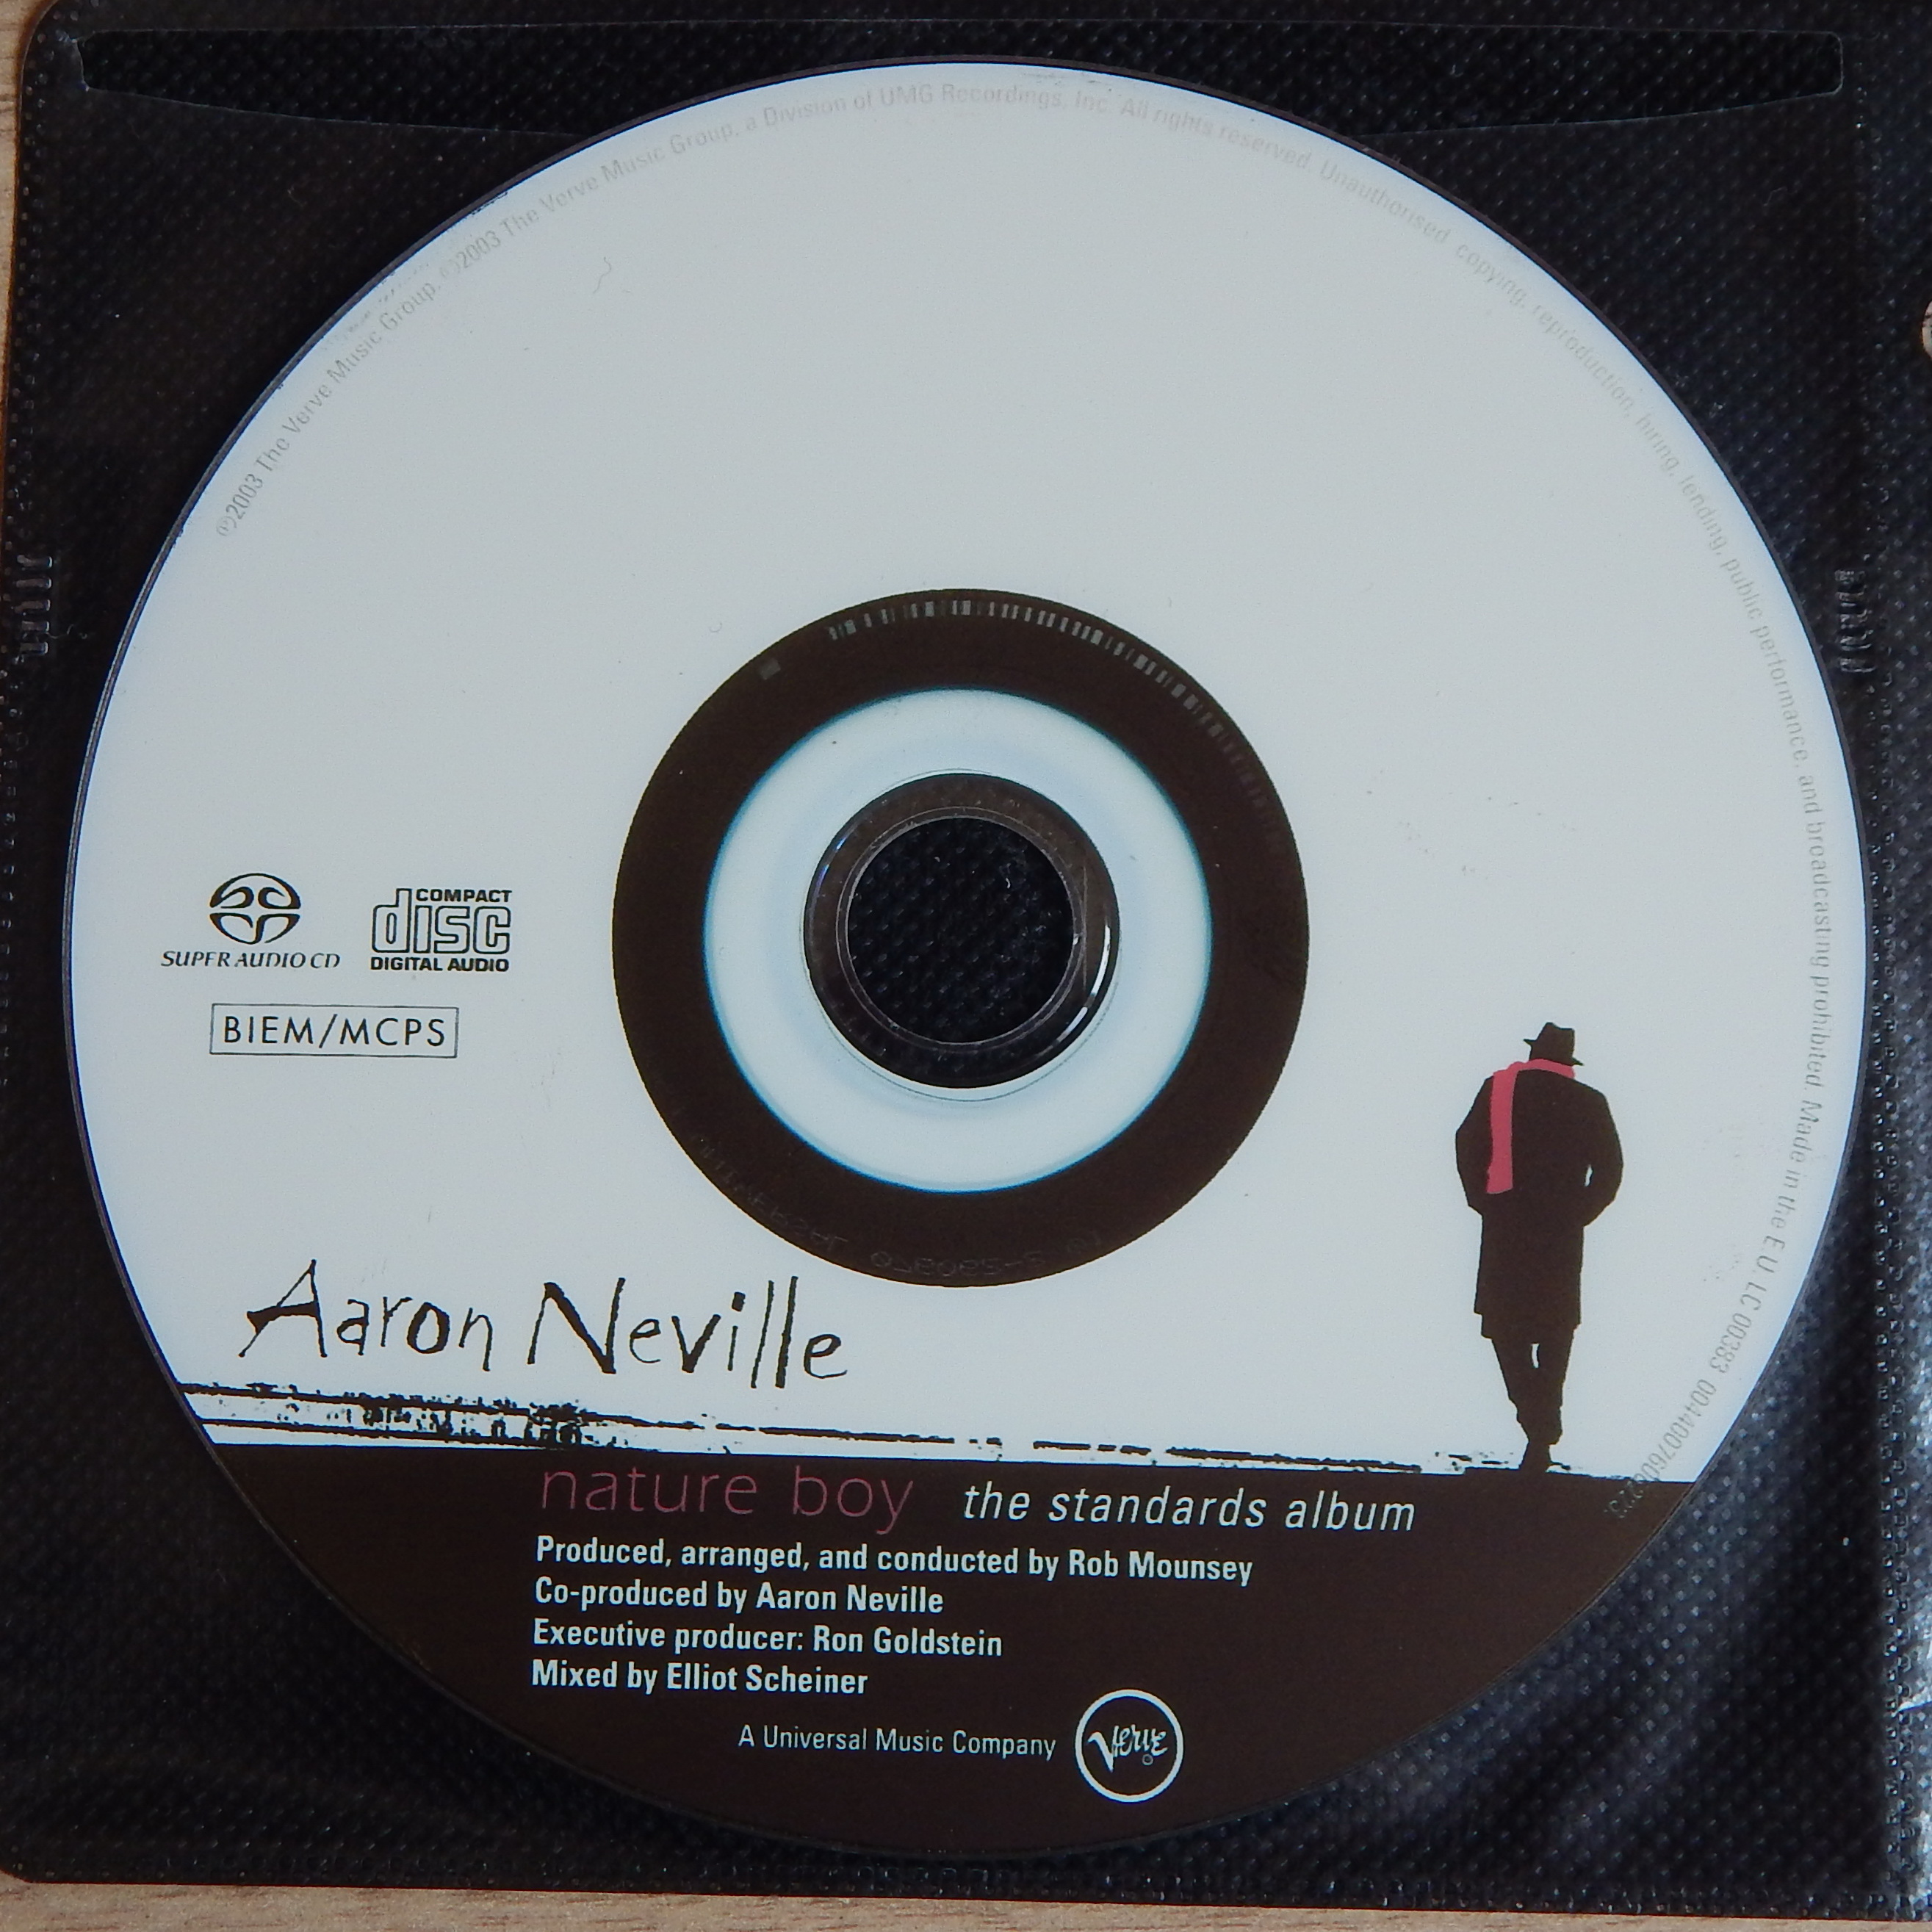 ℗2003 The Verve Music Group. ©2003 The Verve Music Group, a Division of UMG Recordings, Inc. All rights reserved. Unauthorised copying, reproduction, hiring, lending, public performance, and broadcasting prohibited. Made in the E.U. LC 00383
SUPER AUDIO CD
COMPACT
disc
DIGITAL AUDIO
BIEM/MCPS
Aaron Neville
nature boy the standards album
Produced, arranged, and conducted by Rob Mounsey
Co-produced by Aaron Neville
Executive producer: Ron Goldstein
Mixed by Elliot Scheiner
A Universal Music Company
Verve